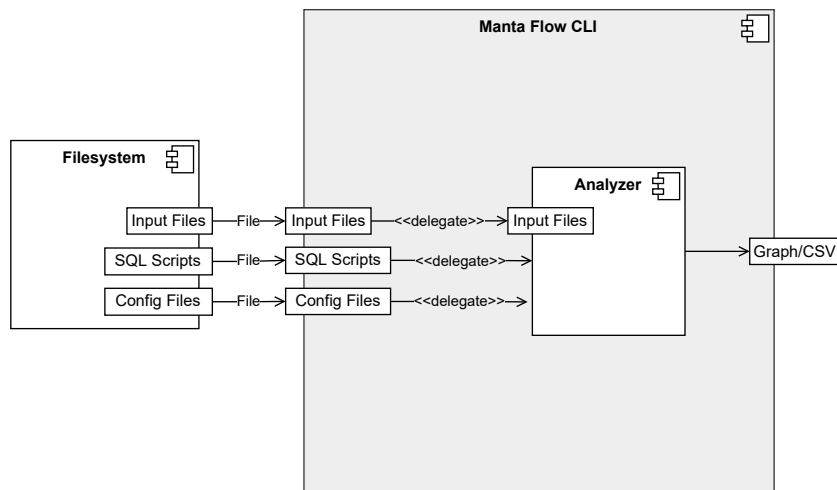 Manta Flow CLI
Filesystem
Analyzer
Input Files
File
Input Files
<<delegate>>
Input Files
SQL Scripts
File
SQL Scripts
<<delegate>>
Graph/CSV
Config Files
File
Config Files
<<delegate>>